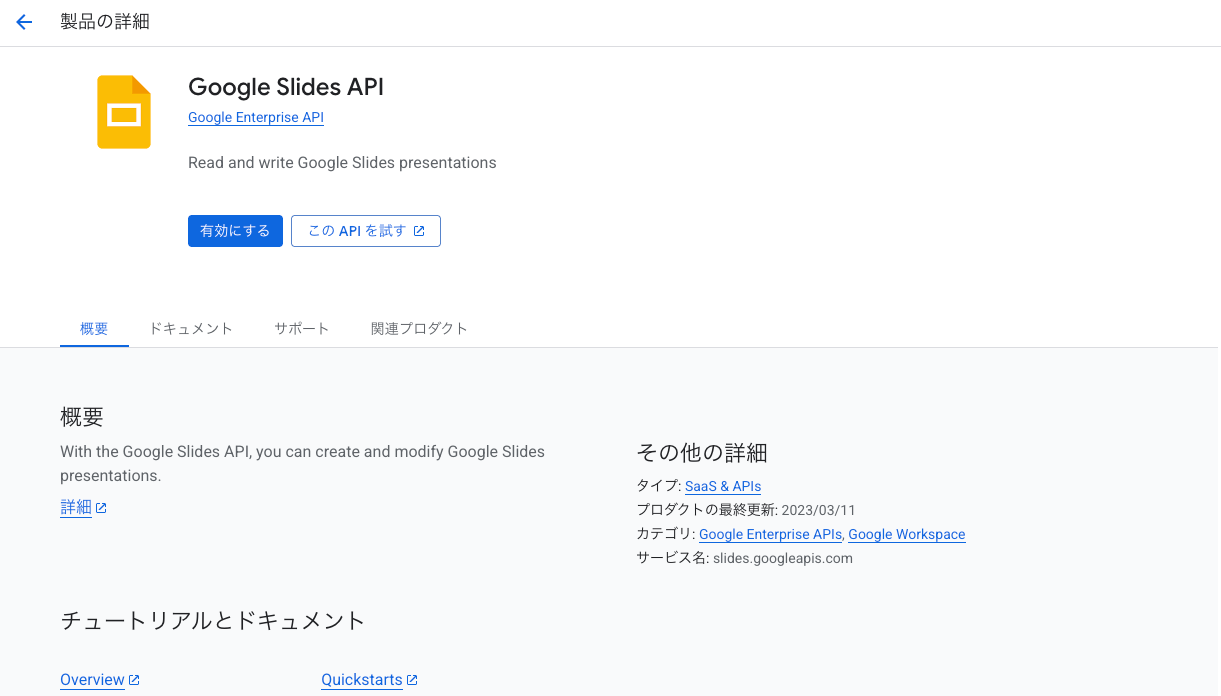 製品の詳細
Google Slides API
Google Enterprise API
Read and write Google Slides presentations
有効にする
この API を試す
概要
ドキュメント
サポート
関連プロダクト
概要
With the Google Slides API, you can create and modify Google Slides
presentations.
詳細
その他の詳細
タイプ: SaaS & APIs
プロダクトの最終更新: 2023/03/11
カテゴリ: Google Enterprise APIs, Google Workspace
サービス名: slides.googleapis.com
チュートリアルとドキュメント
Overview
Quickstarts